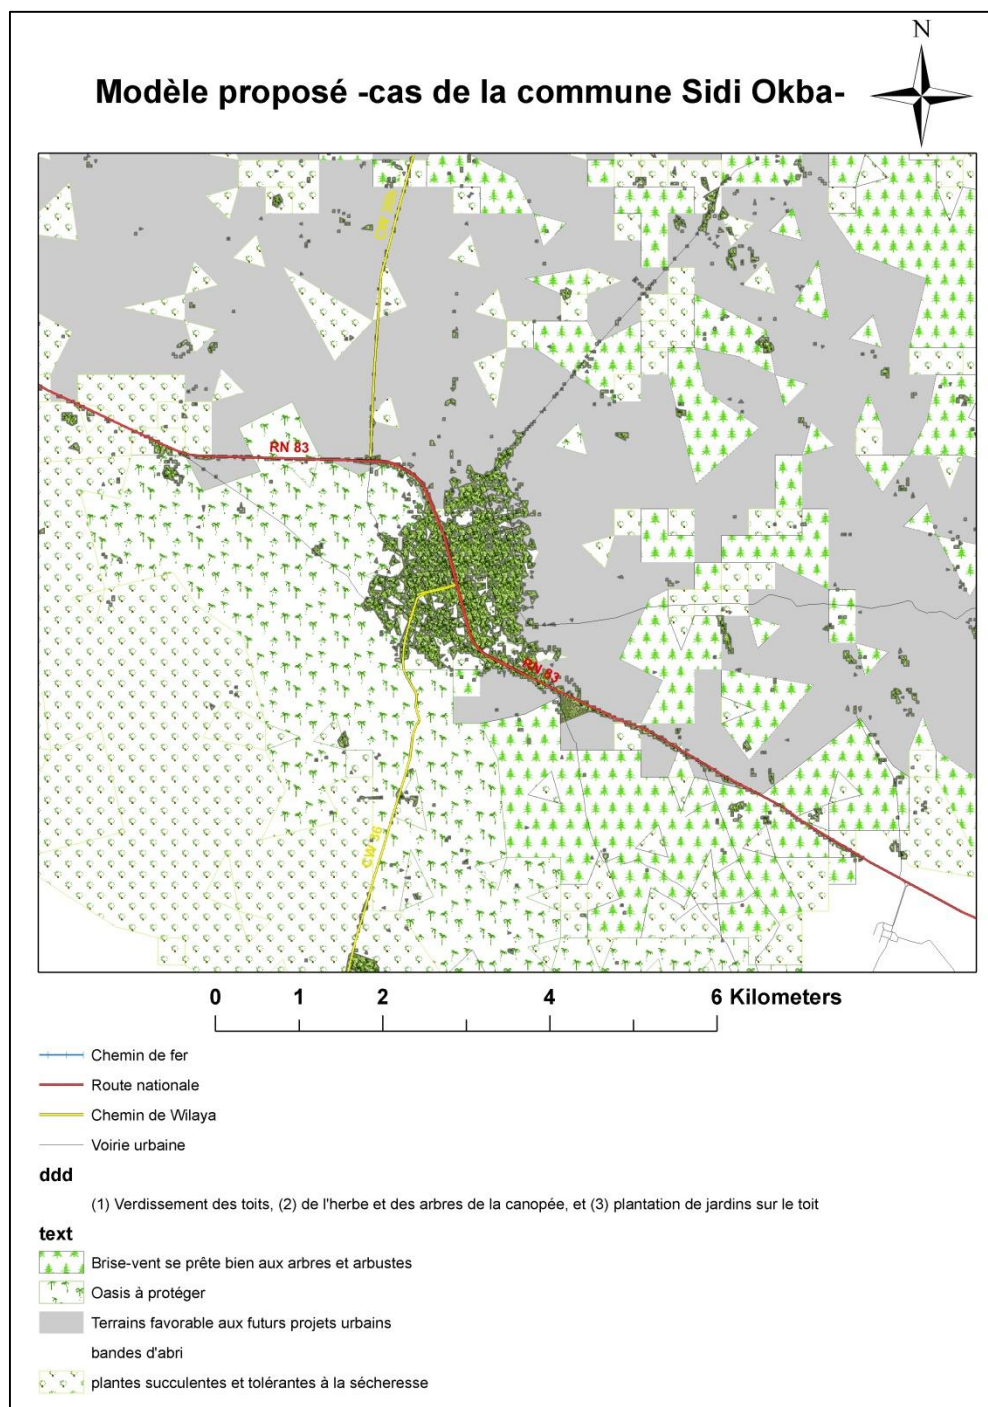 N
Modèle proposé -cas de la commune Sidi Okba-
RN 83
RN 83
CW 56
0 1 2 4 6 Kilometers
Chemin de fer
Route nationale
Chemin de Wilaya
Voirie urbaine
ddd
(1) Verdissement des toits, (2) de l'herbe et des arbres de la canopée, et (3) plantation de jardins sur le toit
text
Brise-vent se prête bien aux arbres et arbustes
Oasis à protéger
Terrains favorable aux futurs projets urbains
bandes d'abri
plantes succulentes et tolérantes à la sécheresse